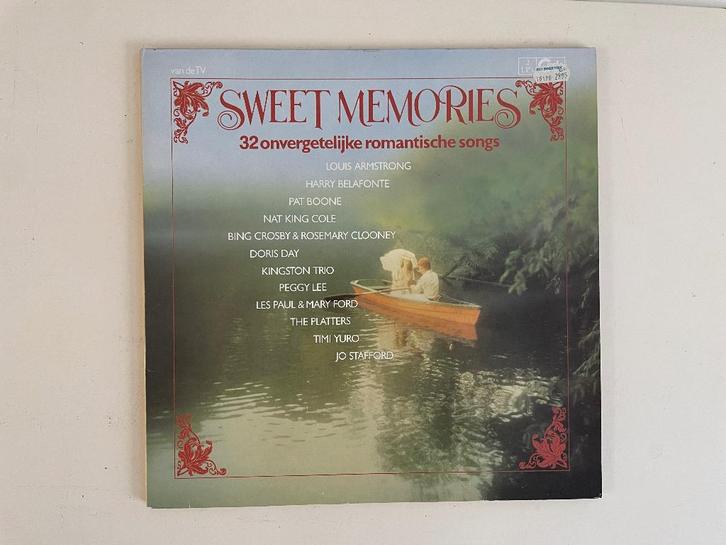 van de TV
2 LP
SWEET MEMORIES
32 onvergetelijke romantische songs
LOUIS ARMSTRONG
HARRY BELAFONTE
PAT BOONE
NAT KING COLE
BING CROSBY & ROSEMARY CLOONEY
DORIS DAY
KINGSTON TRIO
PEGGY LEE
LES PAUL & MARY FORD
THE PLATTERS
TIMI YURO
JO STAFFORD